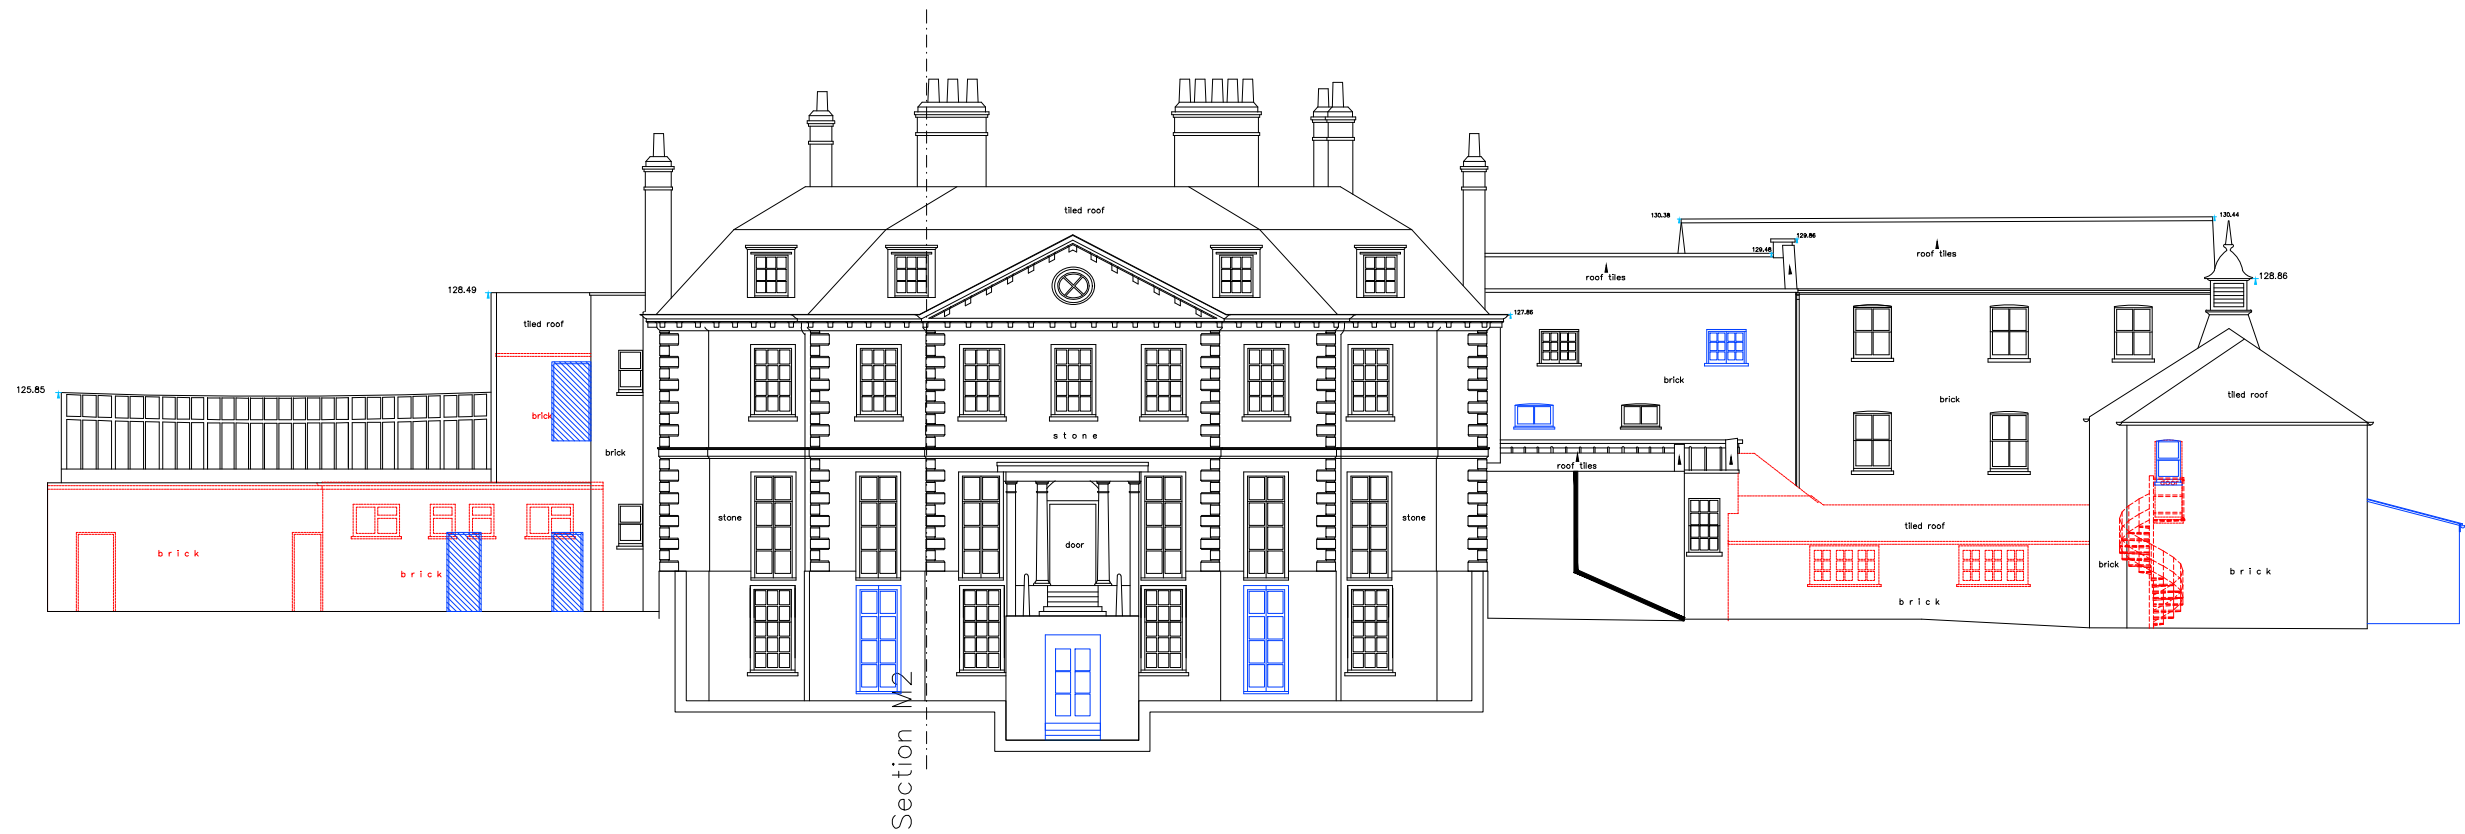 tiled roof
130.38
130.44
129.86
129.48
roof tiles
roof tiles
128.86
128.49
127.86
tiled roof
brick
125.85
tiled roof
brick
brick
stone
brick
roof tiles
door
stone
stone
tiled roof
door
brick
brick
brick
brick
brick
Section M2